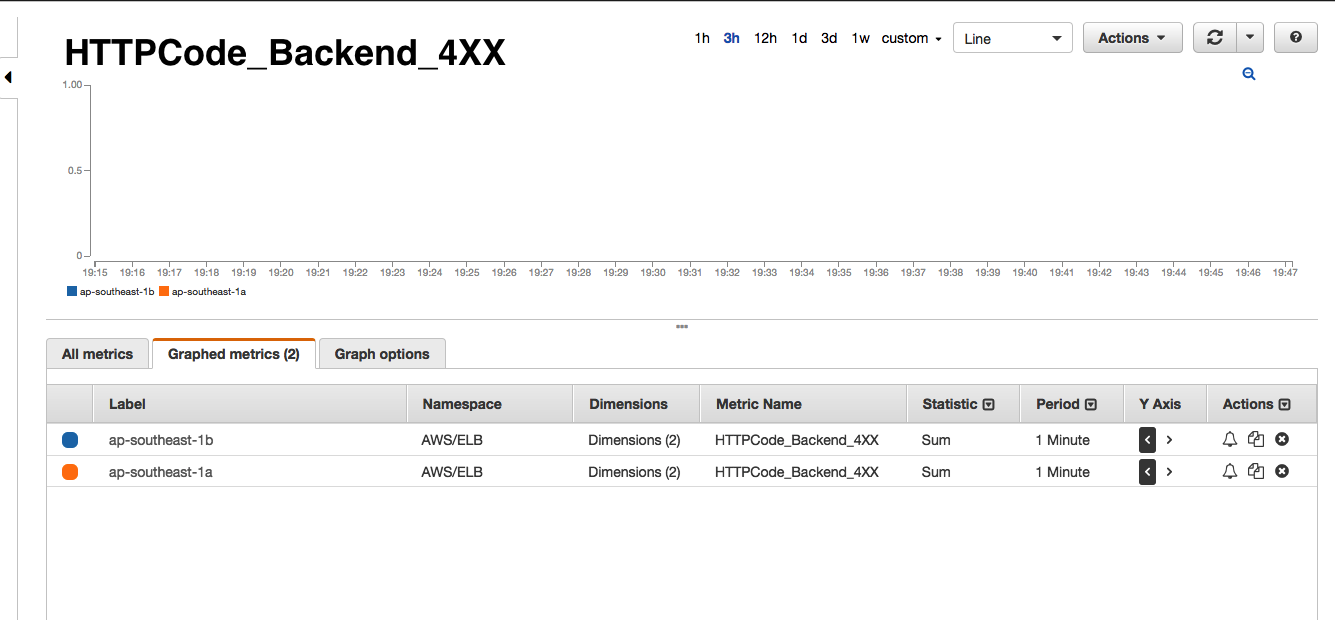 HTTPCode_Backend_4XX
1h 3h 12h 1d 3d 1w custom Line Actions
1.00
0.5
0
19:15 19:16 19:17 19:18 19:19 19:20 19:21 19:22 19:23 19:24 19:25 19:26 19:27 19:28 19:29 19:30 19:31 19:32 19:33 19:34 19:35 19:36 19:37 19:38 19:39 19:40 19:41 19:42 19:43 19:44 19:45 19:46 19:47
ap-southeast-1b ap-southeast-1a
All metrics Graphed metrics (2) Graph options
Label Namespace Dimensions Metric Name Statistic Period Y Axis Actions
ap-southeast-1b AWS/ELB Dimensions (2) HTTPCode_Backend_4XX Sum 1 Minute
ap-southeast-1a AWS/ELB Dimensions (2) HTTPCode_Backend_4XX Sum 1 Minute